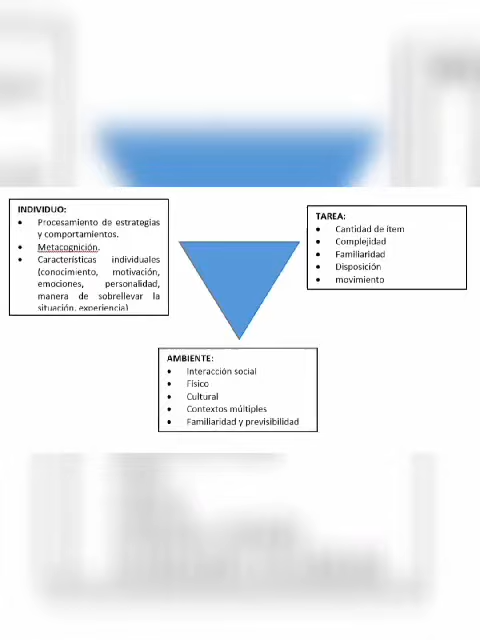 INDIVIDUO:
• Procesamiento de estrategias
y comportamientos.
• Metacognición.
• Características individuales
(conocimiento, motivación,
emociones, personalidad,
manera de sobrellevar la
situación, experiencia)
TAREA:
• Cantidad de ítem
• Complejidad
• Familiaridad
• Disposición
• movimiento
AMBIENTE:
• Interacción social
• Físico
• Cultural
• Contextos múltiples
• Familiaridad y previsibilidad